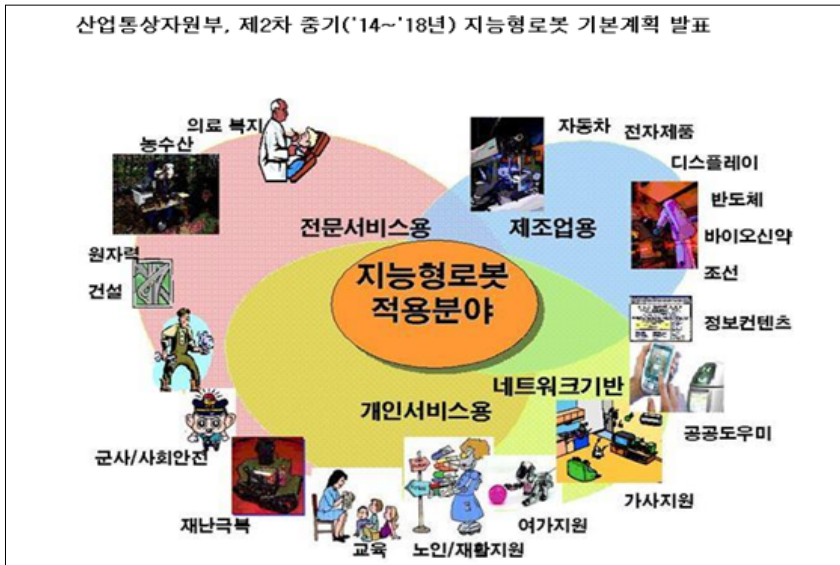 산업통상자원부, 제2차 중기('14~'18년) 지능형로봇 기본계획 발표
의료 복지
농수산
원자력
건설
군사/사회안전
재난극복
교육
노인/재활지원
여가지원
가사지원
공공도우미
정보컨텐츠
조선
바이오신약
반도체
디스플레이
전자제품
자동차
전문서비스용
제조업용
지능형로봇
적용분야
개인서비스용
네트워크기반